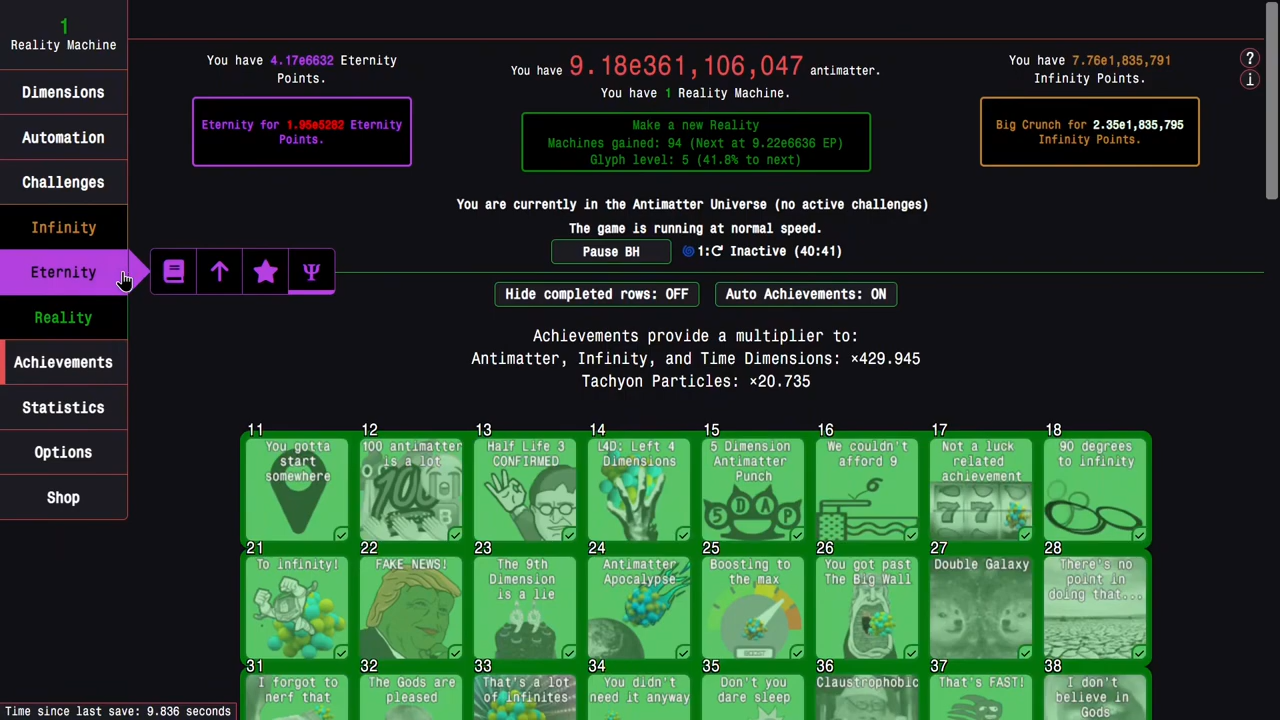 1
Reality Machine
Dimensions
Automation
Challenges
Infinity
Eternity
Reality
Achievements
Statistics
Options
Shop
You have 4.17e6632 Eternity
Points.
Eternity for 1.95e5282 Eternity
Points.
You have 9.18e361,106,047 antimatter.
You have 1 Reality Machine.
Make a new Reality
Machines gained: 94 (Next at 9.22e6636 EP)
Glyph level: 5 (41.8% to next)
You have 7.76e1,835,791
Infinity Points.
Big Crunch for 2.35e1,835,795
Infinity Points.
?
i
You are currently in the Antimatter Universe (no active challenges)
The game is running at normal speed.
Pause BH
1: Inactive (40:41)
Ψ
Hide completed rows: OFF
Auto Achievements: ON
Achievements provide a multiplier to:
Antimatter, Infinity, and Time Dimensions: ×429.945
Tachyon Particles: ×20.735
11
You gotta
start
somewhere
12
100 antimatter
is a lot
100
13
Half Life 3
CONFIRMED
14
L4D: Left 4
Dimensions
15
5 Dimension
Antimatter
Punch
5 D A P
16
We couldn't
afford 9
17
Not a luck
related
achievement
7 7
18
90 degrees
to infinity
21
To infinity!
22
FAKE NEWS!
23
The 9th
Dimension
is a lie
24
Antimatter
Apocalypse
25
Boosting to
the max
26
You got past
The Big Wall
27
Double Galaxy
28
There's no
point in
doing that...
31
I forgot to
nerf that
32
The Gods are
pleased
33
That's a lot
of infinites
34
You didn't
need it anyway
35
Don't you
dare sleep
36
Claustrophobic
37
That's FAST!
38
I don't
believe in
Gods
Time since last save: 9.836 seconds